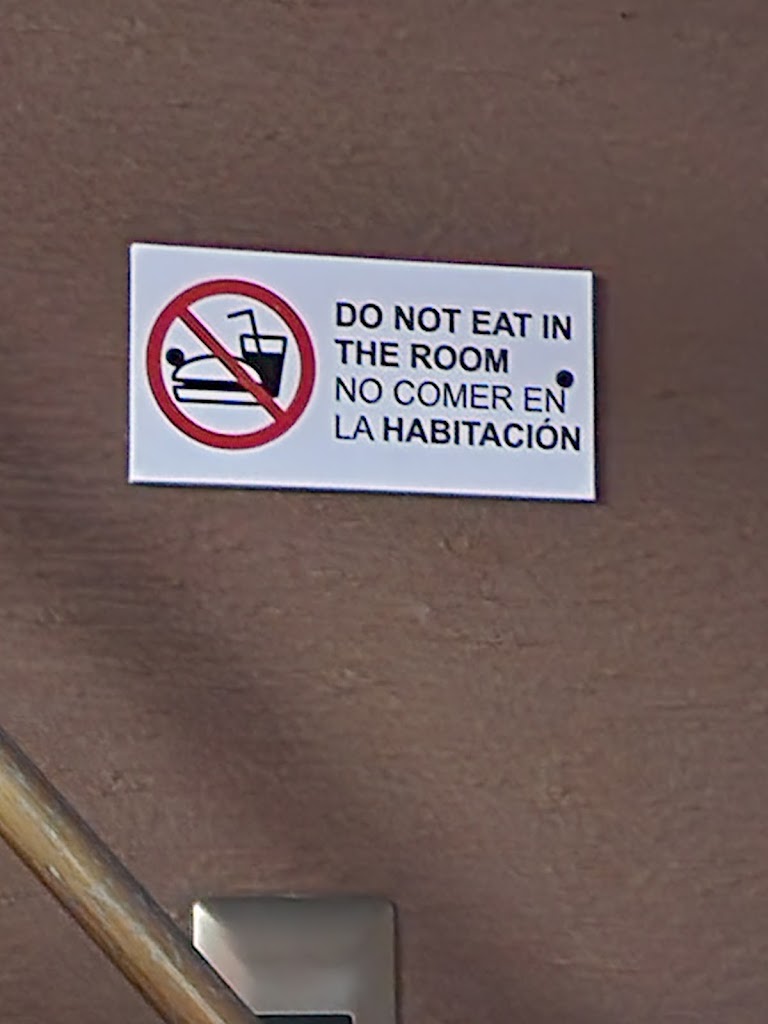 DO NOT EAT IN
THE ROOM
NO COMER EN
LA HABITACIÓN